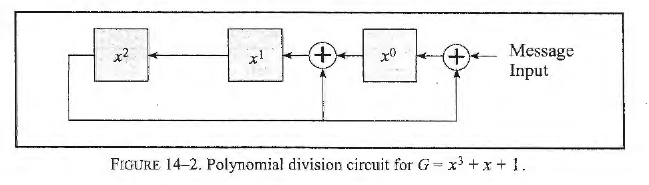 x² x¹ + x⁰ + Message
Input
FIGURE 14–2. Polynomial division circuit for G = x³ + x + 1.